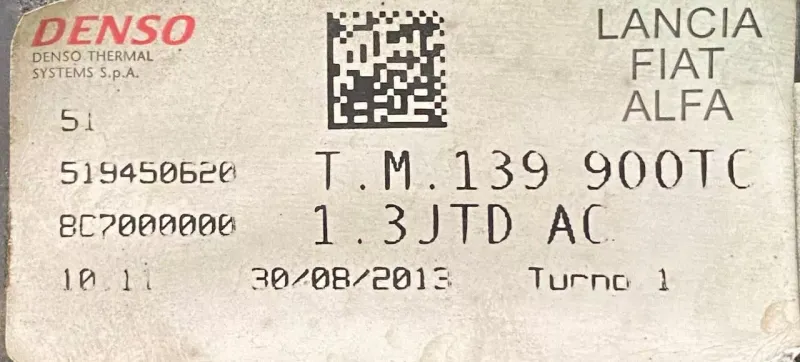 DENSO
DENSO THERMAL
SYSTEMS S.p.A.
LANCIA
FIAT
ALFA
51
519450620 T.M.139 900TC
8C7000000 1.3JTD AC
10.11 30/08/2013 Turno 1